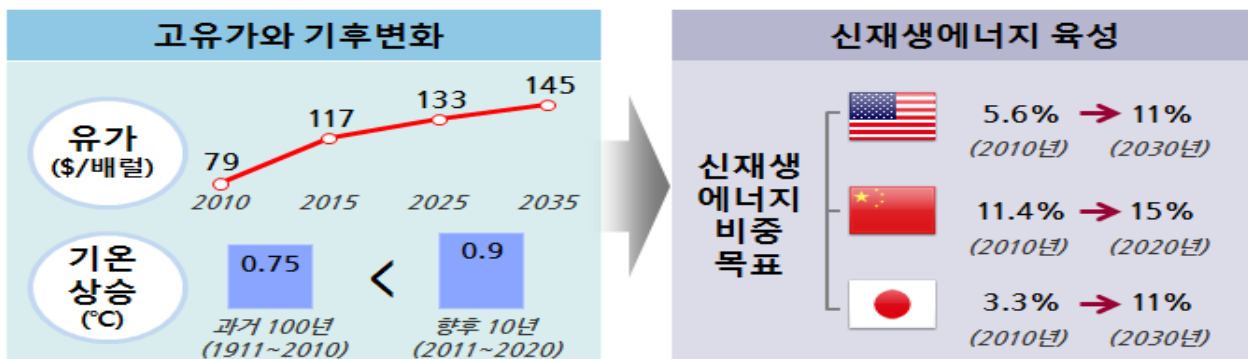 고유가와 기후변화
유가
($/배럴)
79
117
133
145
2010
2015
2025
2035
기온
상승
(℃)
0.75
<
0.9
과거 100년
(1911~2010)
향후 10년
(2011~2020)
신재생에너지 육성
신재생
에너지
비중
목표
5.6% → 11%
(2010년) (2030년)
11.4% → 15%
(2010년) (2020년)
3.3% → 11%
(2010년) (2030년)